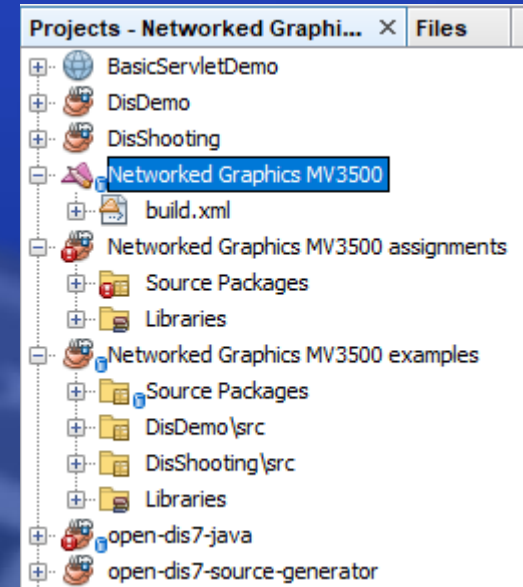 Projects - Networked Graphi... × Files
BasicServletDemo
DisDemo
DisShooting
Networked Graphics MV3500
build.xml
Networked Graphics MV3500 assignments
Source Packages
Libraries
Networked Graphics MV3500 examples
Source Packages
DisDemo\src
DisShooting\src
Libraries
open-dis7-java
open-dis7-source-generator